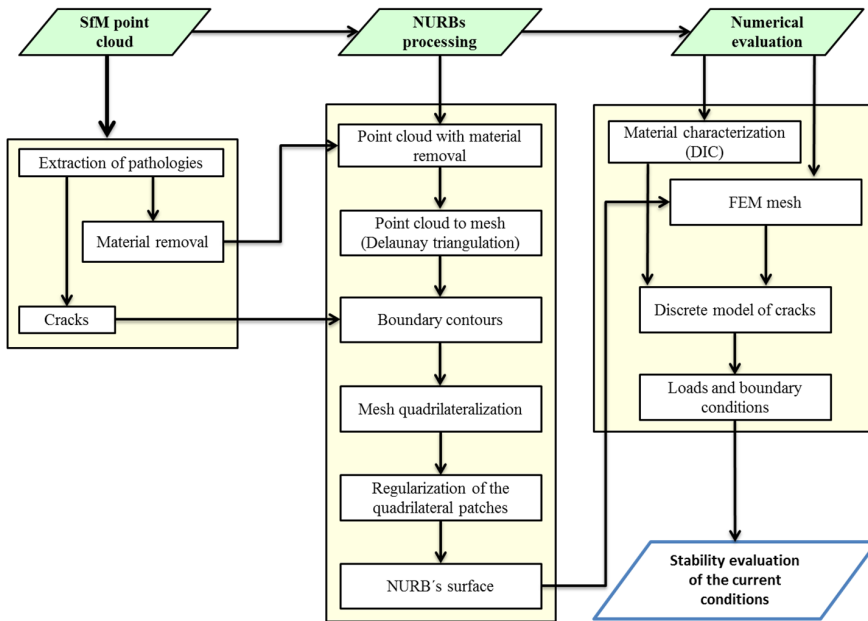 SfM point
cloud
NURBs
processing
Numerical
evaluation
Extraction of pathologies
Material removal
Cracks
Point cloud with material
removal
Point cloud to mesh
(Delaunay triangulation)
Boundary contours
Mesh quadrilateralization
Regularization of the
quadrilateral patches
NURB´s surface
Material characterization
(DIC)
FEM mesh
Discrete model of cracks
Loads and boundary
conditions
Stability evaluation
of the current
conditions